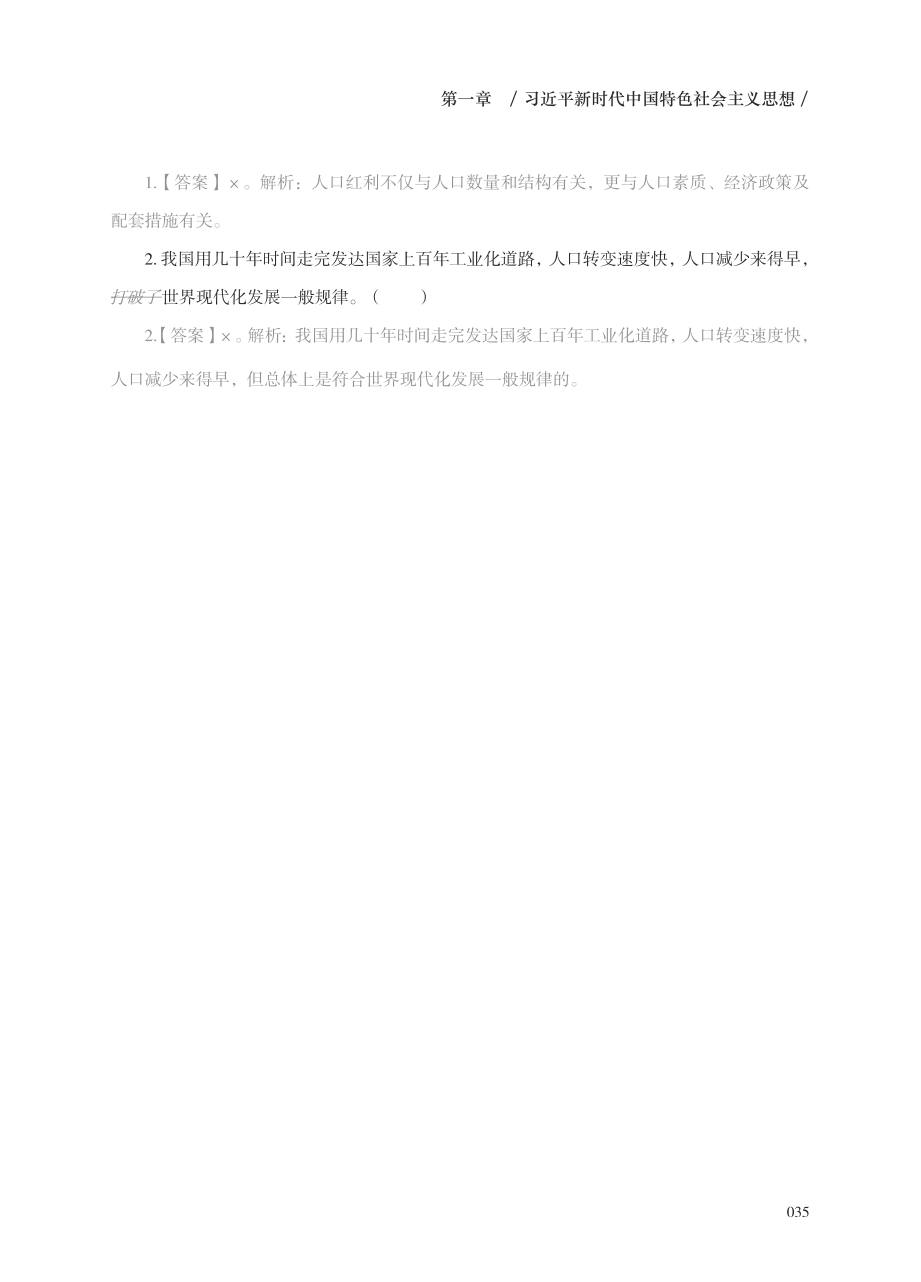 第一章 / 习近平新时代中国特色社会主义思想 /
1.【答案】×。解析：人口红利不仅与人口数量和结构有关，更与人口素质、经济政策及
配套措施有关。
2. 我国用几十年时间走完发达国家上百年工业化道路，人口转变速度快，人口减少来得早，
打破了世界现代化发展一般规律。（　　）
2.【答案】×。解析：我国用几十年时间走完发达国家上百年工业化道路，人口转变速度快，
人口减少来得早，但总体上是符合世界现代化发展一般规律的。
035